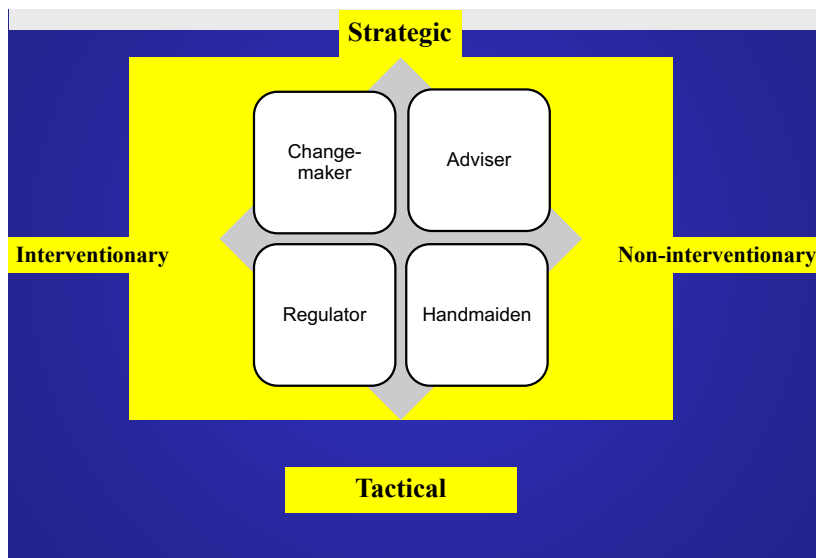 Strategic
Change-
maker
Adviser
Interventionary
Non-interventionary
Regulator
Handmaiden
Tactical